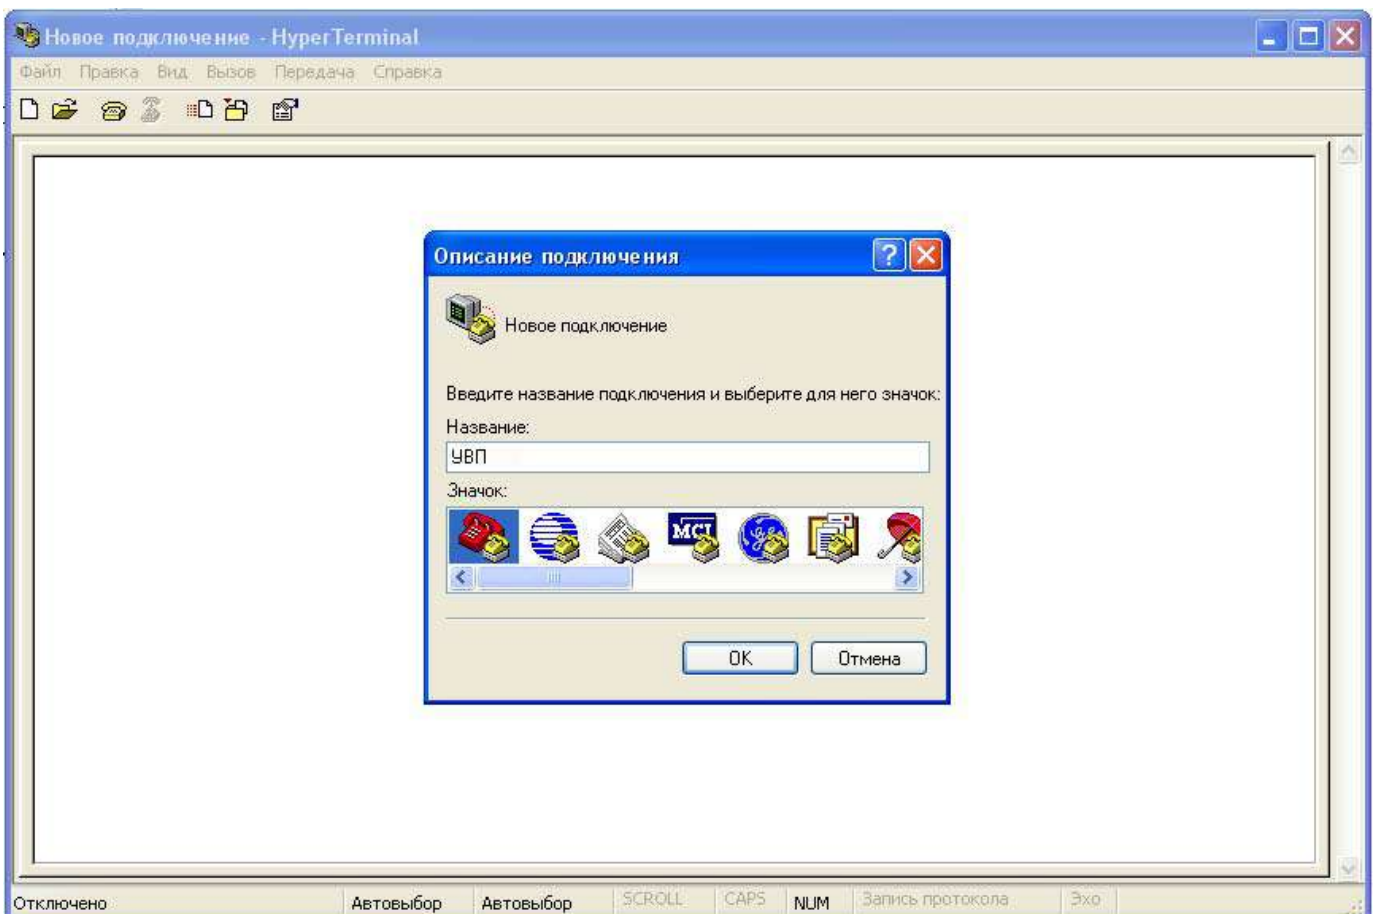 Новое подключение - HyperTerminal
Файл Правка Вид Вызов Передача Справка
Описание подключения
Новое подключение
Введите название подключения и выберите для него значок:
Название:
УВП
Значок:
MCI
OK Отмена
Отключено Автовыбор Автовыбор SCROLL CAPS NUM Запись протокола Эхо